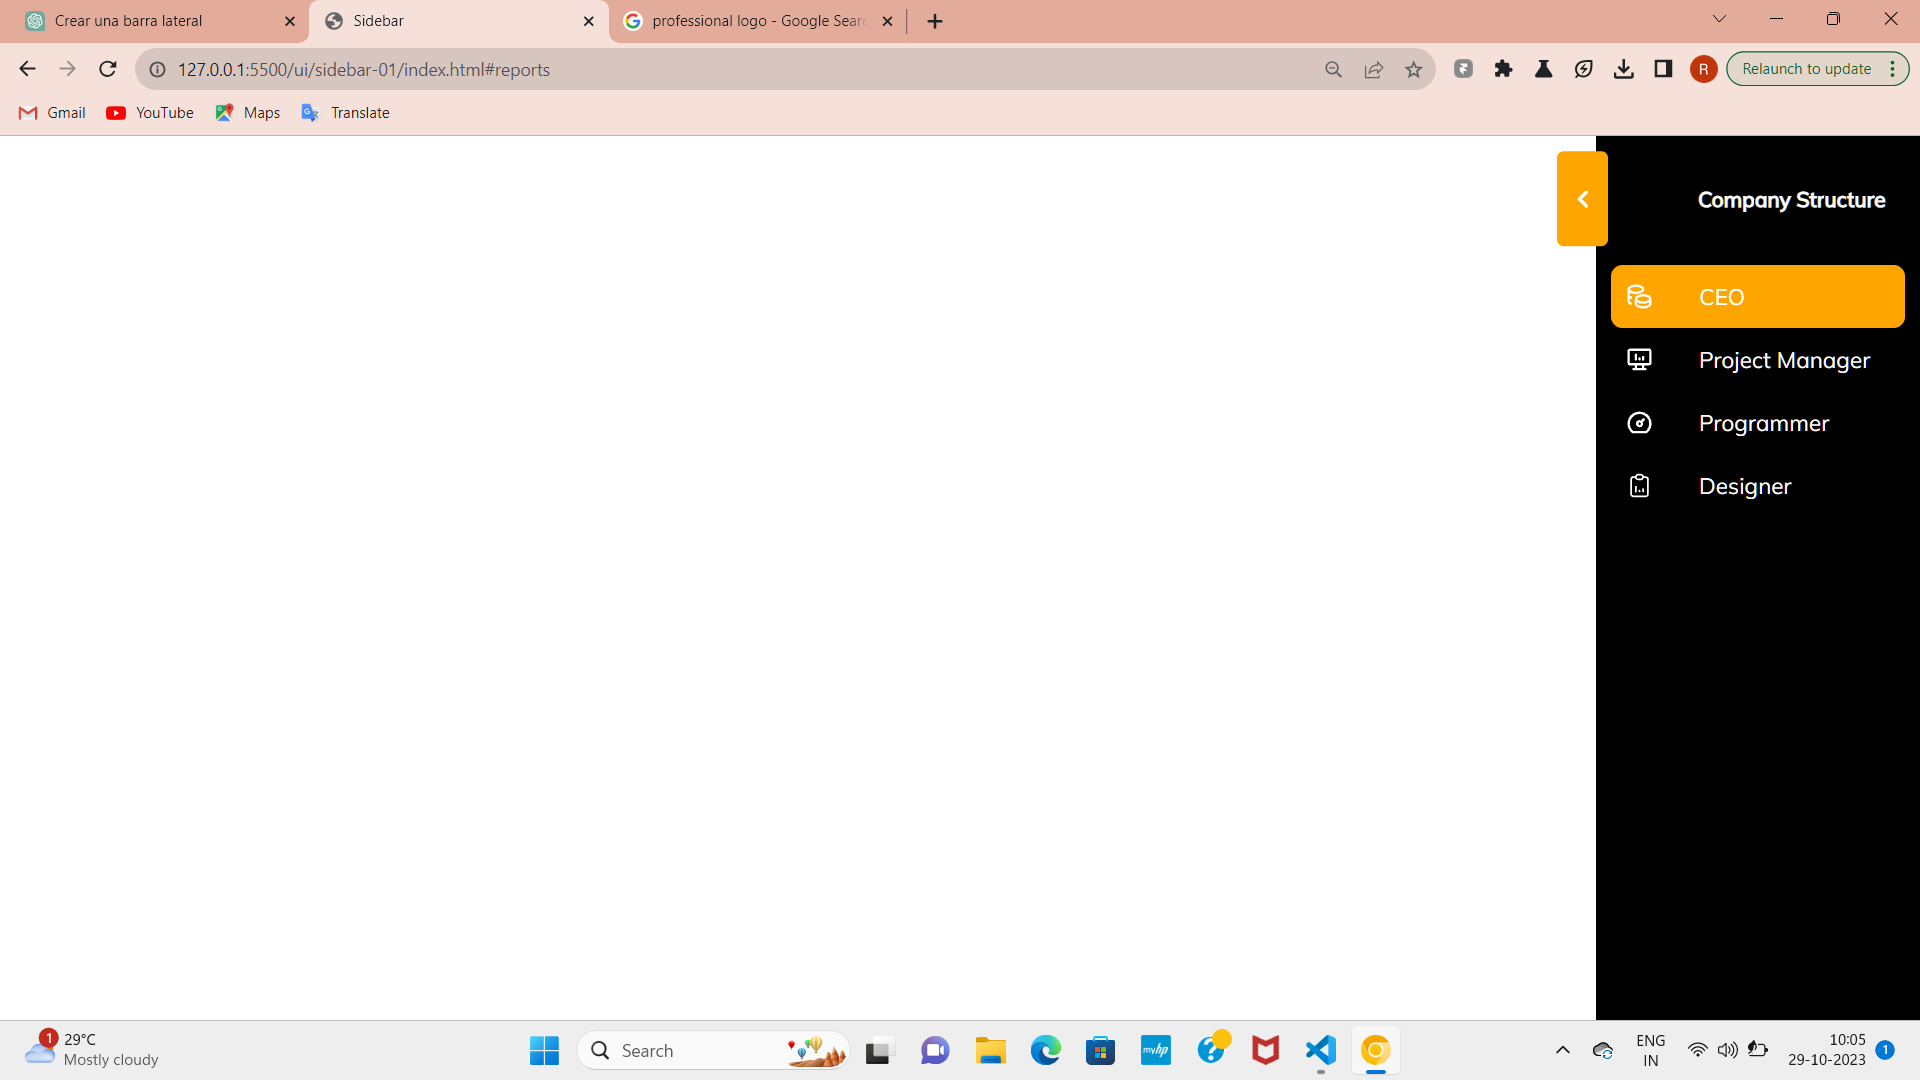 Crear una barra lateral
Sidebar
professional logo - Google Sear
127.0.0.1:5500/ui/sidebar-01/index.html#reports
R
Relaunch to update
Gmail
YouTube
Maps
Translate
Company Structure
CEO
Project Manager
Programmer
Designer
1
29°C
Mostly cloudy
Search
myhp
ENG
IN
10:05
29-10-2023
1